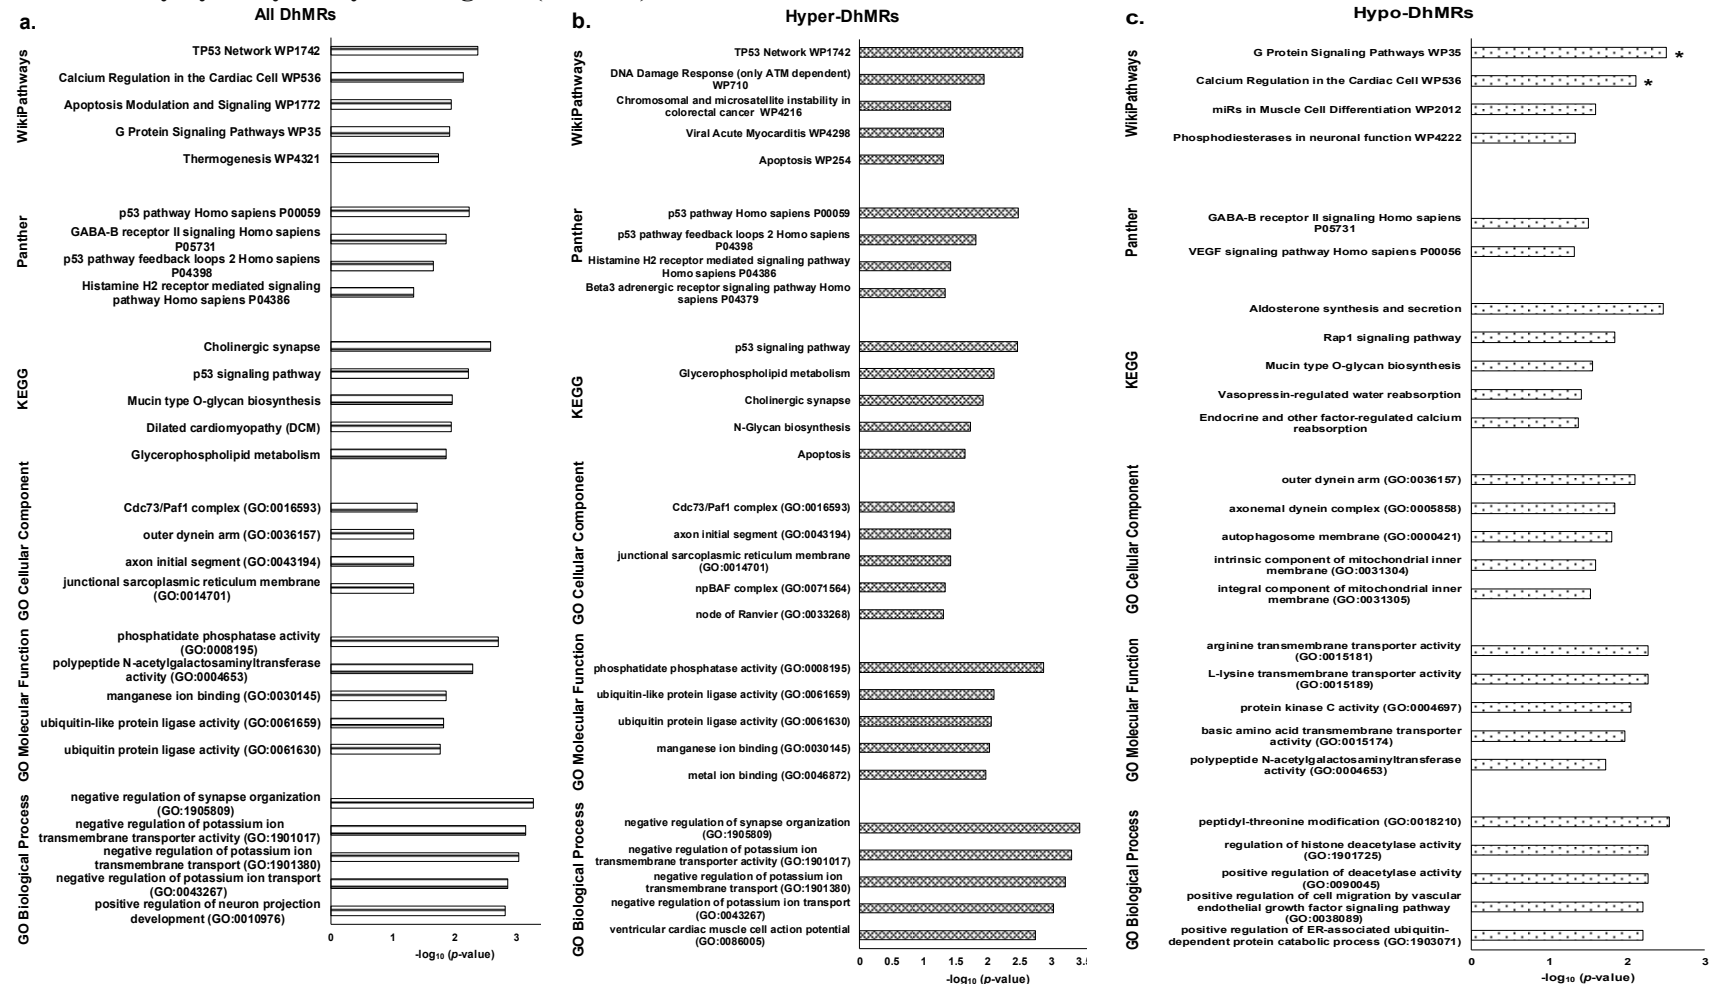 a.
All DhMRs
WikiPathways
TP53 Network WP1742
Calcium Regulation in the Cardiac Cell WP536
Apoptosis Modulation and Signaling WP1772
G Protein Signaling Pathways WP35
Thermogenesis WP4321
Panther
p53 pathway Homo sapiens P00059
GABA-B receptor II signaling Homo sapiens
P05731
p53 pathway feedback loops 2 Homo sapiens
P04398
Histamine H2 receptor mediated signaling
pathway Homo sapiens P04386
KEGG
Cholinergic synapse
p53 signaling pathway
Mucin type O-glycan biosynthesis
Dilated cardiomyopathy (DCM)
Glycerophospholipid metabolism
GO Cellular Component
Cdc73/Paf1 complex (GO:0016593)
outer dynein arm (GO:0036157)
axon initial segment (GO:0043194)
junctional sarcoplasmic reticulum membrane
(GO:0014701)
GO Molecular Function
phosphatidate phosphatase activity
(GO:0008195)
polypeptide N-acetylgalactosaminyltransferase
activity (GO:0004653)
manganese ion binding (GO:0030145)
ubiquitin-like protein ligase activity (GO:0061659)
ubiquitin protein ligase activity (GO:0061630)
GO Biological Process
negative regulation of synapse organization
(GO:1905809)
negative regulation of potassium ion
transmembrane transporter activity (GO:1901017)
negative regulation of potassium ion
transmembrane transport (GO:1901380)
negative regulation of potassium ion transport
(GO:0043267)
positive regulation of neuron projection
development (GO:0010976)
0 1 2 3
-log₁₀ (p-value)
b.
Hyper-DhMRs
WikiPathways
TP53 Network WP1742
DNA Damage Response (only ATM dependent)
WP710
Chromosomal and microsatellite instability in
colorectal cancer WP4216
Viral Acute Myocarditis WP4298
Apoptosis WP254
Panther
p53 pathway Homo sapiens P00059
p53 pathway feedback loops 2 Homo sapiens
P04398
Histamine H2 receptor mediated signaling pathway
Homo sapiens P04386
Beta3 adrenergic receptor signaling pathway Homo
sapiens P04379
KEGG
p53 signaling pathway
Glycerophospholipid metabolism
Cholinergic synapse
N-Glycan biosynthesis
Apoptosis
GO Cellular Component
Cdc73/Paf1 complex (GO:0016593)
axon initial segment (GO:0043194)
junctional sarcoplasmic reticulum membrane
(GO:0014701)
npBAF complex (GO:0071564)
node of Ranvier (GO:0033268)
GO Molecular Function
phosphatidate phosphatase activity (GO:0008195)
ubiquitin-like protein ligase activity (GO:0061659)
ubiquitin protein ligase activity (GO:0061630)
manganese ion binding (GO:0030145)
metal ion binding (GO:0046872)
GO Biological Process
negative regulation of synapse organization
(GO:1905809)
negative regulation of potassium ion
transmembrane transporter activity (GO:1901017)
negative regulation of potassium ion
transmembrane transport (GO:1901380)
negative regulation of potassium ion transport
(GO:0043267)
ventricular cardiac muscle cell action potential
(GO:0086005)
0 0.5 1 1.5 2 2.5 3
-log₁₀ (p-value)
c.
Hypo-DhMRs
WikiPathways
G Protein Signaling Pathways WP35 *
Calcium Regulation in the Cardiac Cell WP536 *
miRs in Muscle Cell Differentiation WP2012
Phosphodiesterases in neuronal function WP4222
Panther
GABA-B receptor II signaling Homo sapiens
P05731
VEGF signaling pathway Homo sapiens P00056
KEGG
Aldosterone synthesis and secretion
Rap1 signaling pathway
Mucin type O-glycan biosynthesis
Vasopressin-regulated water reabsorption
Endocrine and other factor-regulated calcium
reabsorption
GO Cellular Component
outer dynein arm (GO:0036157)
axonemal dynein complex (GO:0005858)
autophagosome membrane (GO:0000421)
intrinsic component of mitochondrial inner
membrane (GO:0031304)
integral component of mitochondrial inner
membrane (GO:0031305)
GO Molecular Function
arginine transmembrane transporter activity
(GO:0015181)
L-lysine transmembrane transporter activity
(GO:0015189)
protein kinase C activity (GO:0004697)
basic amino acid transmembrane transporter
activity (GO:0015174)
polypeptide N-acetylgalactosaminyltransferase
activity (GO:0004653)
GO Biological Process
peptidyl-threonine modification (GO:0018210)
regulation of histone deacetylase activity
(GO:1901725)
positive regulation of deacetylase activity
(GO:0090045)
positive regulation of cell migration by vascular
endothelial growth factor signaling pathway
(GO:0038089)
positive regulation of ER-associated ubiquitin-
dependent protein catabolic process (GO:1903071)
0 1 2 3
-log₁₀ (p-value)